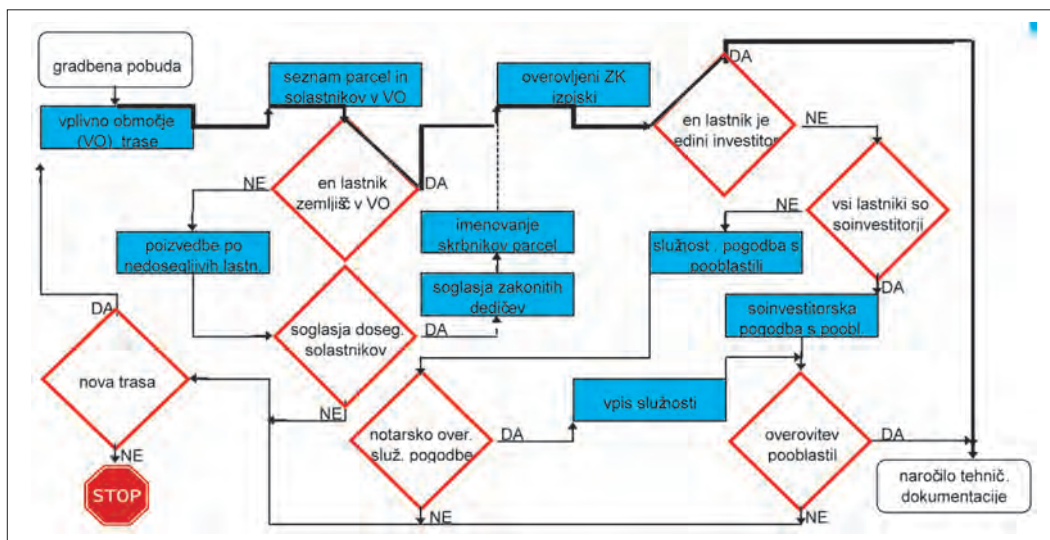 gradbena pobuda
vplivno območje
(VO) trase
seznam parcel in
solastnikov v VO
overovljeni ZK
izpiski
DA
en lastnik je
edini investitor
NE
NE
en lastnik
zemljišč v VO
DA
vsi lastniki so
soinvestitorji
NE
DA
poizvedbe po
nedosegljivih lastn.
imenovanje
skrbnikov parcel
služnost . pogodba s
pooblastili
soglasja zakonitih
dedičev
soinvestitorska
pogodba s poobl.
DA
soglasja doseg.
solastnikov
DA
NE
nova trasa
NE
STOP
vpis služnosti
notarsko over.
služ. pogodbe
DA
NE
overovitev
pooblastil
DA
NE
naročilo tehnič.
dokumentacije